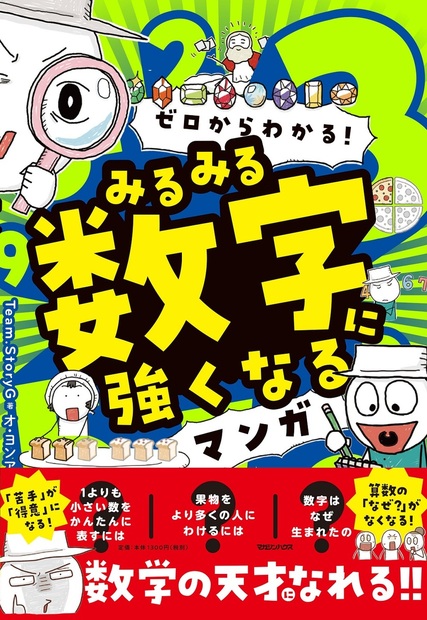 ゼロからわかる!
みるみる
数字に
強くなる
マンガ
Team.StoryG 著
オ・ヨンア
「苦手」が
「得意」に
なる!
1よりも
小さい数を
かんたんに
表すには
果物を
より多くの人に
わけるには
数字は
なぜ
生まれたの
算数の
「なぜ?」が
なくなる!
マガジンハウス
数学の天才になれる!!